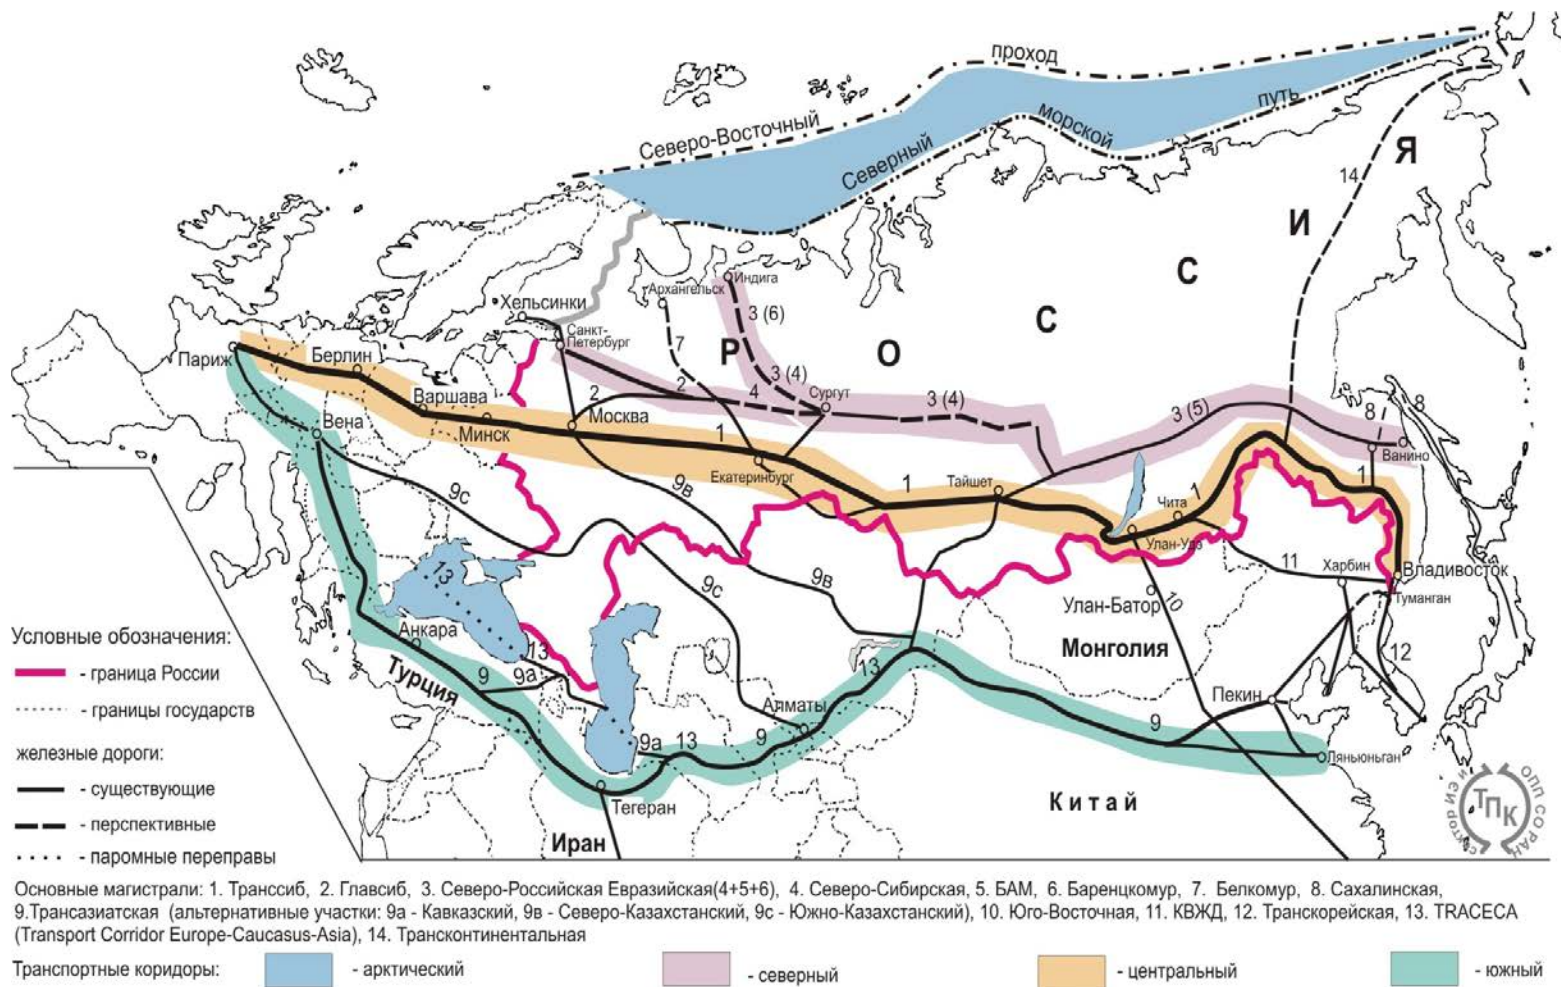 проход
Северо-Восточный
Северный
морской
путь
14
Я
И
С
С
О
Р
Индига
Архангельск
3 (6)
Хельсинки
Санкт-
Петербург
7
Париж
Берлин
3 (4)
Сургут
3 (4)
3 (5)
8
8
2
2
4
Варшава
Москва
Вена
Минск
1
Ванино
Екатеринбург
9в
1
Тайшет
1
Чита
1
9с
Улан-Удэ
11
Харбин
Владивосток
Туманган
13
9с
9в
Улан-Батор
10
Монголия
12
Условные обозначения:
- граница России
- границы государств
железные дороги:
- существующие
- перспективные
- паромные переправы
Анкара
13
Турция
9
9а
13
Алматы
Пекин
9а
13
9
9
Ляньюньган
Тегеран
Китай
Иран
ТПК
сектор ЕИ и
ОПП СО РАН
Основные магистрали: 1. Транссиб, 2. Главсиб, 3. Северо-Российская Евразийская(4+5+6), 4. Северо-Сибирская, 5. БАМ, 6. Баренцкомур, 7. Белкомур, 8. Сахалинская,
9.Трансазиатская (альтернативные участки: 9а - Кавказский, 9в - Северо-Казахстанский, 9с - Южно-Казахстанский), 10. Юго-Восточная, 11. КВЖД, 12. Транскорейская, 13. TRACECA
(Transport Corridor Europe-Caucasus-Asia), 14. Трансконтинентальная
Транспортные коридоры:
- арктический
- северный
- центральный
- южный